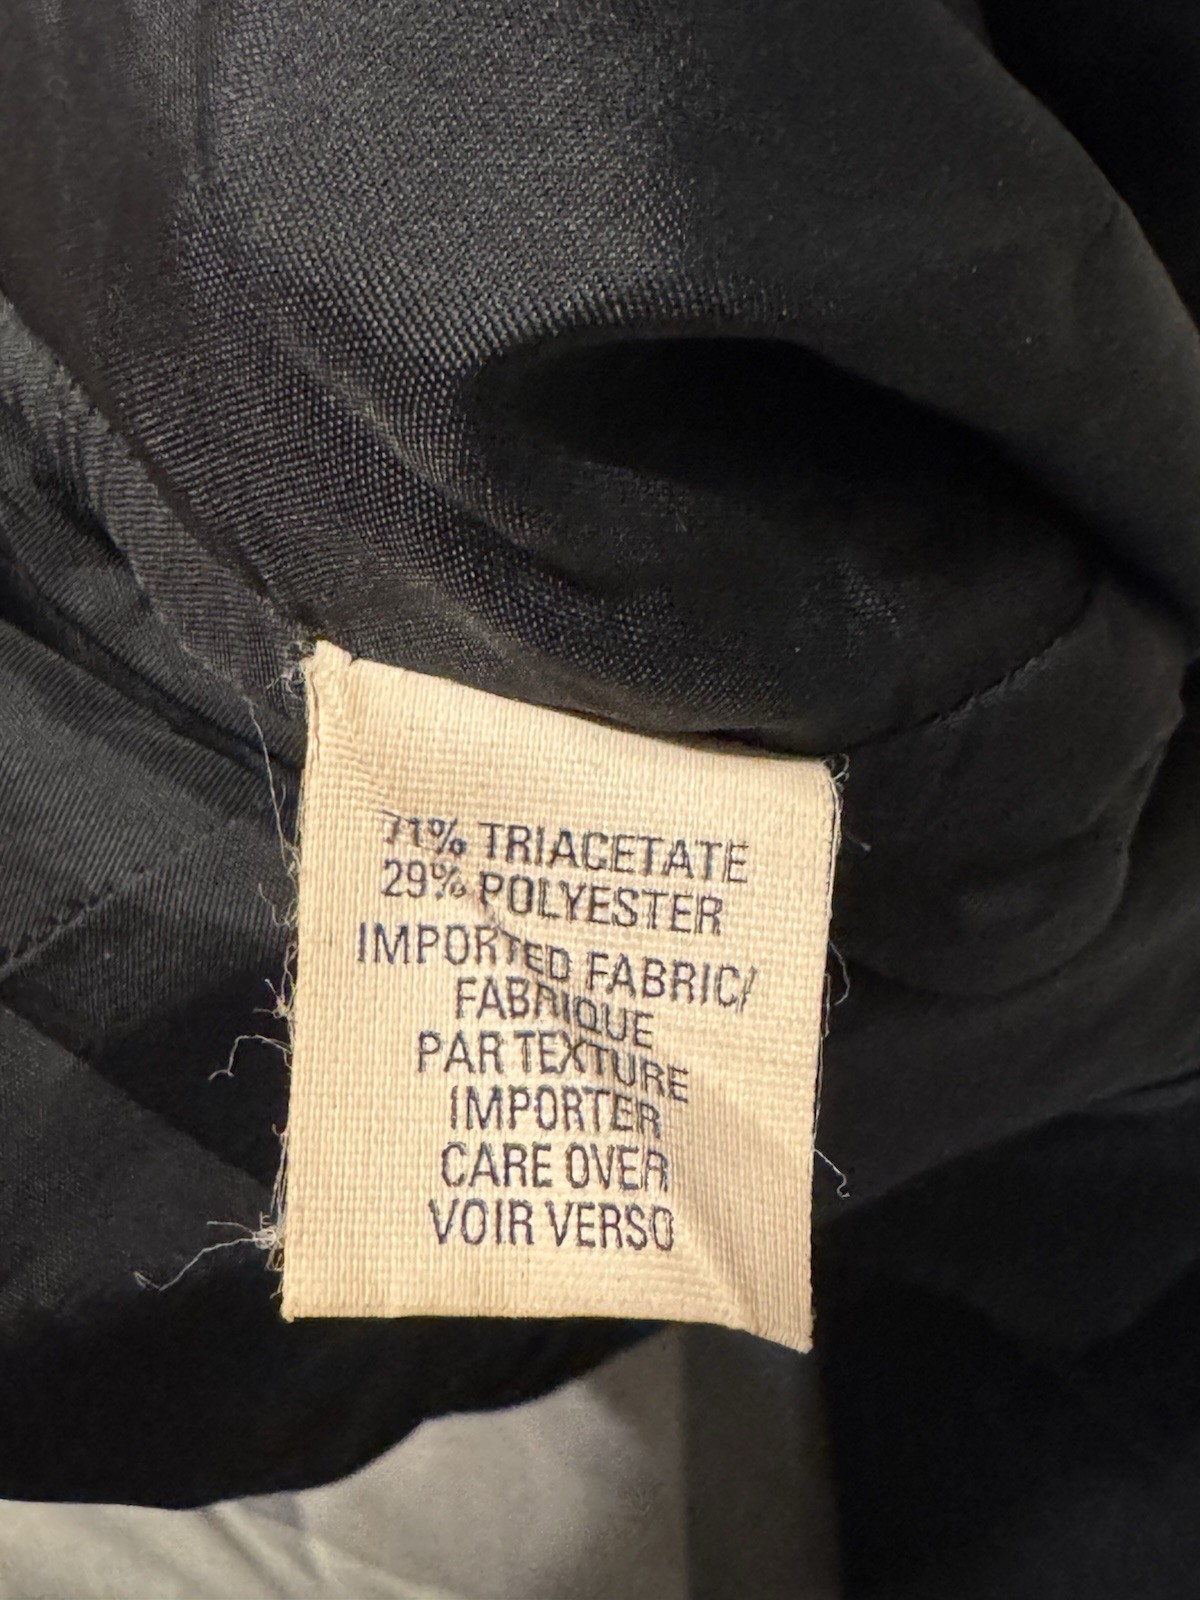 71% TRIACETATE
29% POLYESTER
IMPORTED FABRIC/
FABRIQUE
PAR TEXTURE
IMPORTER
CARE OVER
VOIR VERSO